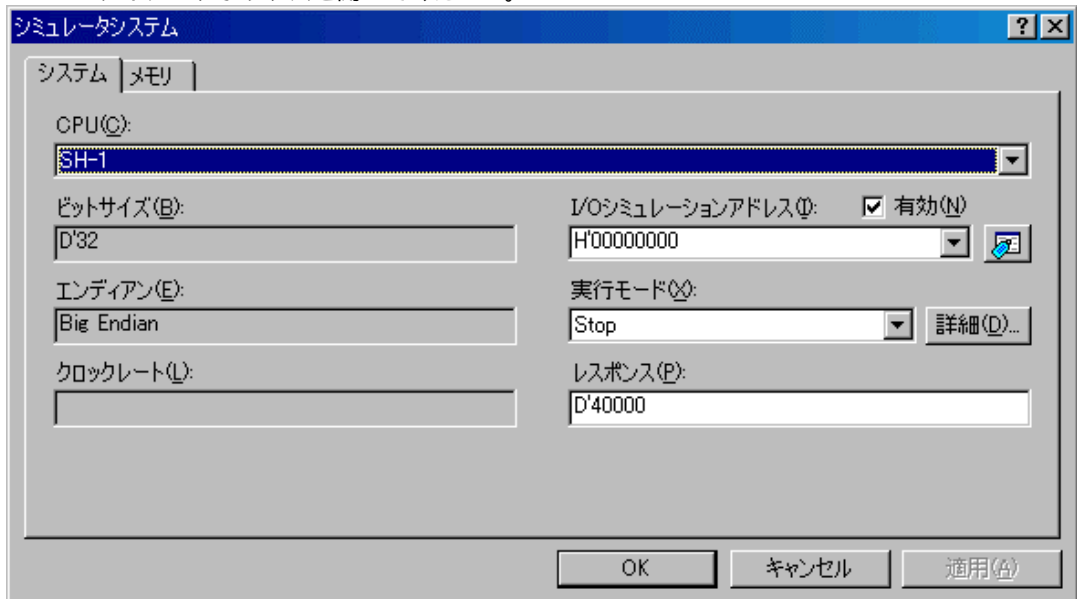 シミュレータシステム
システム メモリ
CPU(C):
SH-1
ビットサイズ(B):
D'32
I/Oシミュレーションアドレス(I): 有効(N)
H'00000000
エンディアン(E):
Big Endian
実行モード(X):
Stop 詳細(D)...
クロックレート(L):
レスポンス(P):
D'40000
OK キャンセル 適用(A)